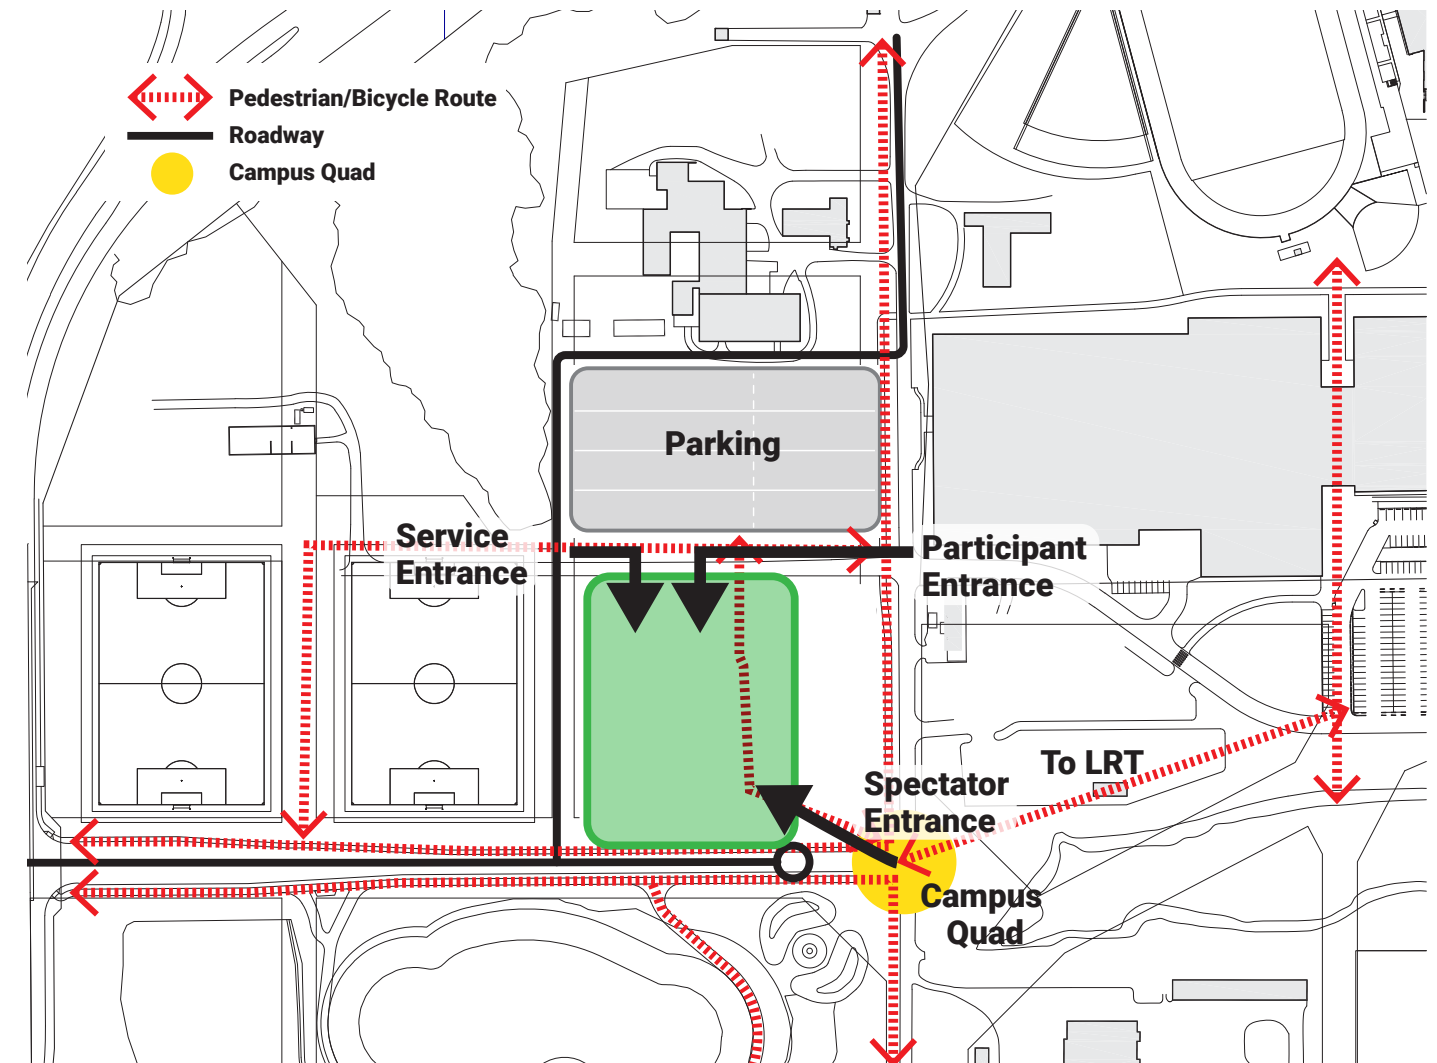 Pedestrian/Bicycle Route
Roadway
Campus Quad
Parking
Service
Entrance
Participant
Entrance
To LRT
Spectator
Entrance
Campus
Quad